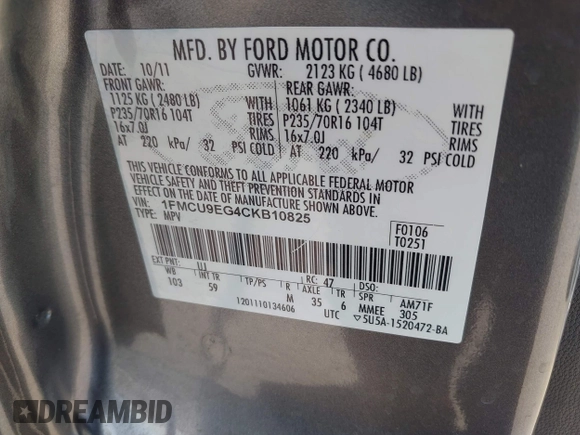 MFD. BY FORD MOTOR CO.
DATE: 10/11 GVWR: 2123 KG ( 4680 LB)
FRONT GAWR: REAR GAWR:
1125 KG ( 2480 LB) WITH 1061 KG ( 2340 LB) WITH
P235/70R16 104T TIRES P235/70R16 104T TIRES
16x7.0J RIMS 16x7.0J RIMS
AT 220 kPa/ 32 PSI COLD AT 220 kPa/ 32 PSI COLD
THIS VEHICLE CONFORMS TO ALL APPLICABLE FEDERAL MOTOR
VEHICLE SAFETY, BUMPER, AND THEFT PREVENTION STANDARDS IN
EFFECT ON THE DATE OF MANUFACTURE SHOWN ABOVE.
VIN: 1FMCU9EG4CKB10825
TYPE: MPV
F0106
T0251
EXT PNT: UJ RC: 47 DSO:
WB INT TR TP/PS R AXLE TR SPR AM71F
103 59 M 35 6 MMEE 305
1201110134606 UTC ▽5U5A-1520472-BA
DREAMBID